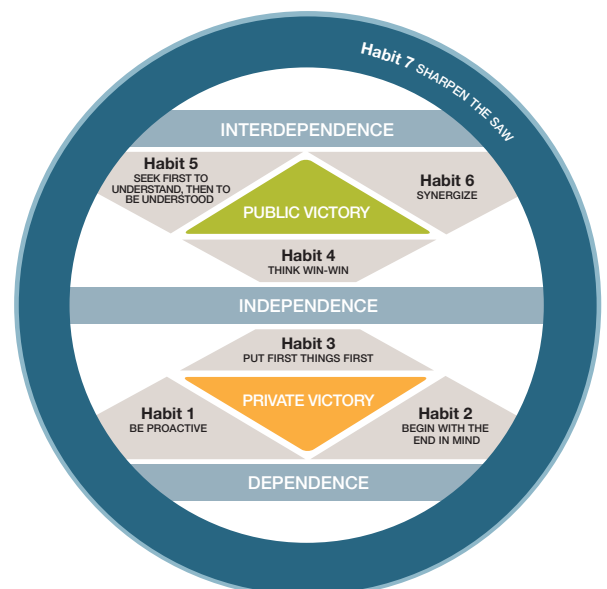 Habit 7 SHARPEN THE SAW
INTERDEPENDENCE
Habit 5
SEEK FIRST TO
UNDERSTAND, THEN TO
BE UNDERSTOOD
PUBLIC VICTORY
Habit 6
SYNERGIZE
Habit 4
THINK WIN-WIN
INDEPENDENCE
Habit 3
PUT FIRST THINGS FIRST
Habit 1
BE PROACTIVE
PRIVATE VICTORY
Habit 2
BEGIN WITH THE
END IN MIND
DEPENDENCE